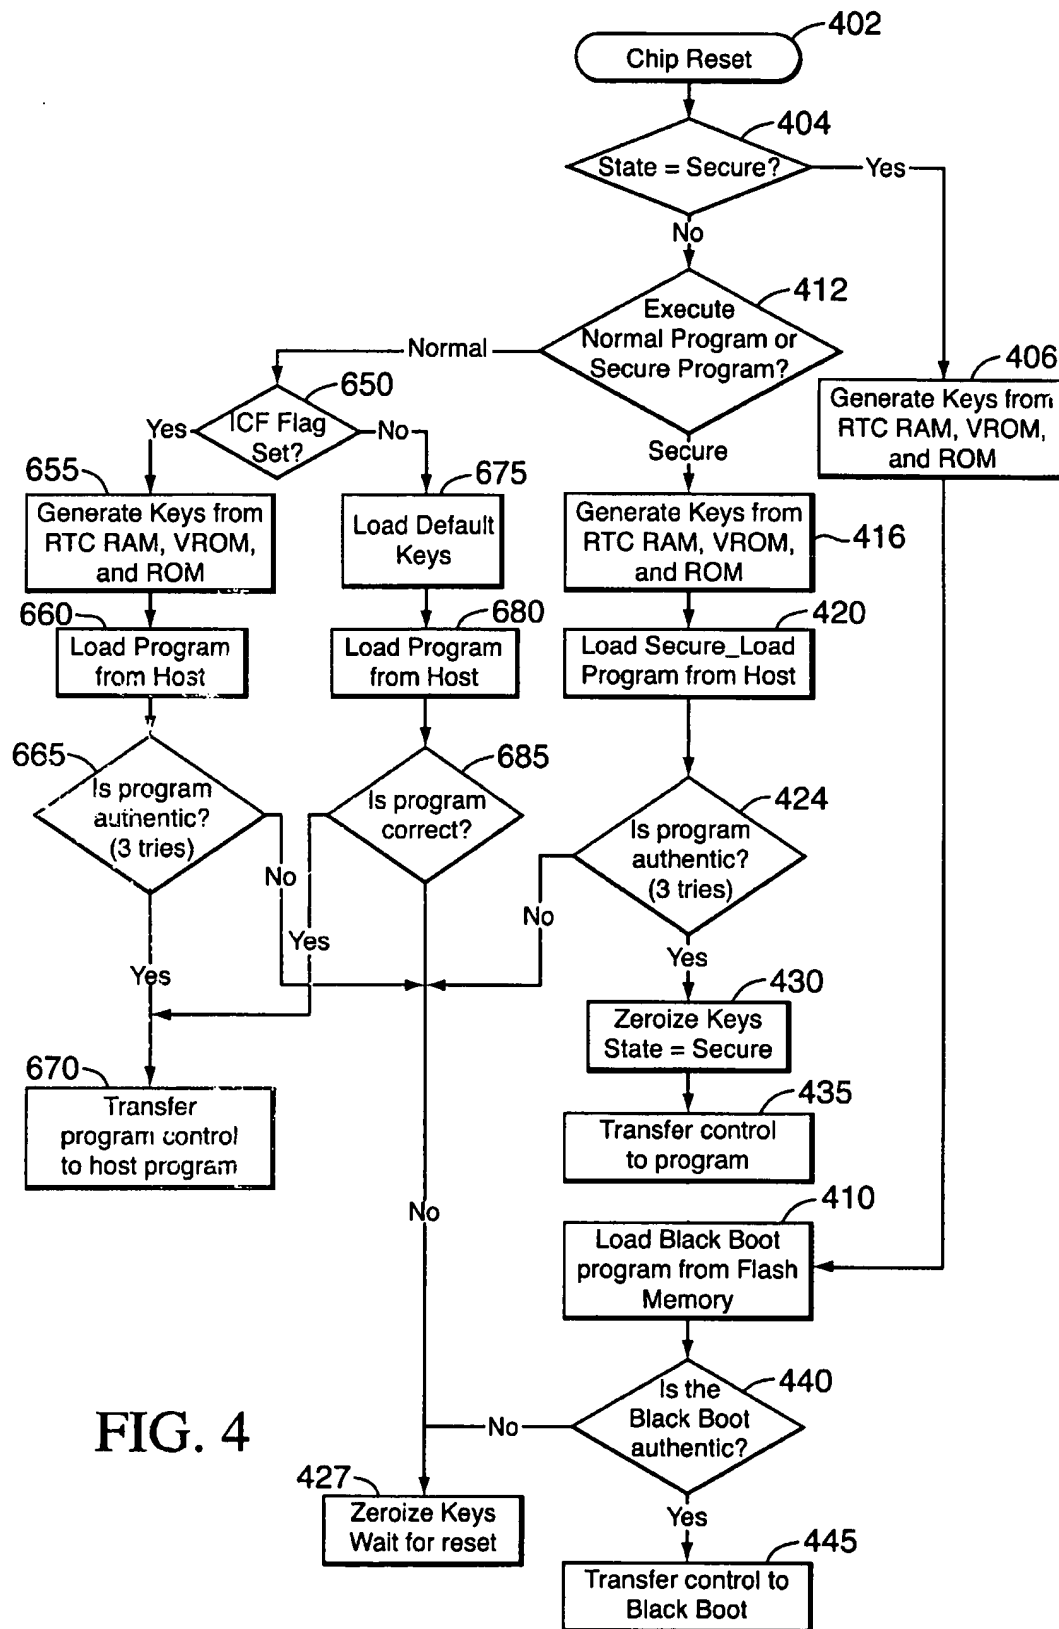 402
Chip Reset
404
State = Secure?
Yes
No
412
Execute
Normal Program or
Secure Program?
Normal
Secure
406
Generate Keys from
RTC RAM, VROM,
and ROM
650
ICF Flag
Set?
Yes
No
655
Generate Keys from
RTC RAM, VROM,
and ROM
675
Load Default
Keys
Generate Keys from
RTC RAM, VROM,
and ROM
416
660
Load Program
from Host
680
Load Program
from Host
420
Load Secure_Load
Program from Host
665
Is program
authentic?
(3 tries)
No
Yes
685
Is program
correct?
Yes
No
424
Is program
authentic?
(3 tries)
No
Yes
430
Zeroize Keys
State = Secure
670
Transfer
program control
to host program
435
Transfer control
to program
410
Load Black Boot
program from Flash
Memory
440
Is the
Black Boot
authentic?
No
Yes
427
Zeroize Keys
Wait for reset
445
Transfer control to
Black Boot
FIG. 4